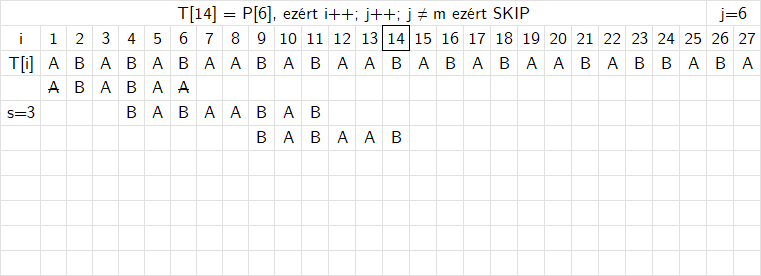 T[14] = P[6], ezért i++; j++; j ≠ m ezért SKIP j=6
i 1 2 3 4 5 6 7 8 9 10 11 12 13 14 15 16 17 18 19 20 21 22 23 24 25 26 27
T[i] A B A B A B A A B A B A A B A B A B A A B A B B A B A
A B A B A A
s=3 B A B A A B A B
B A B A A B